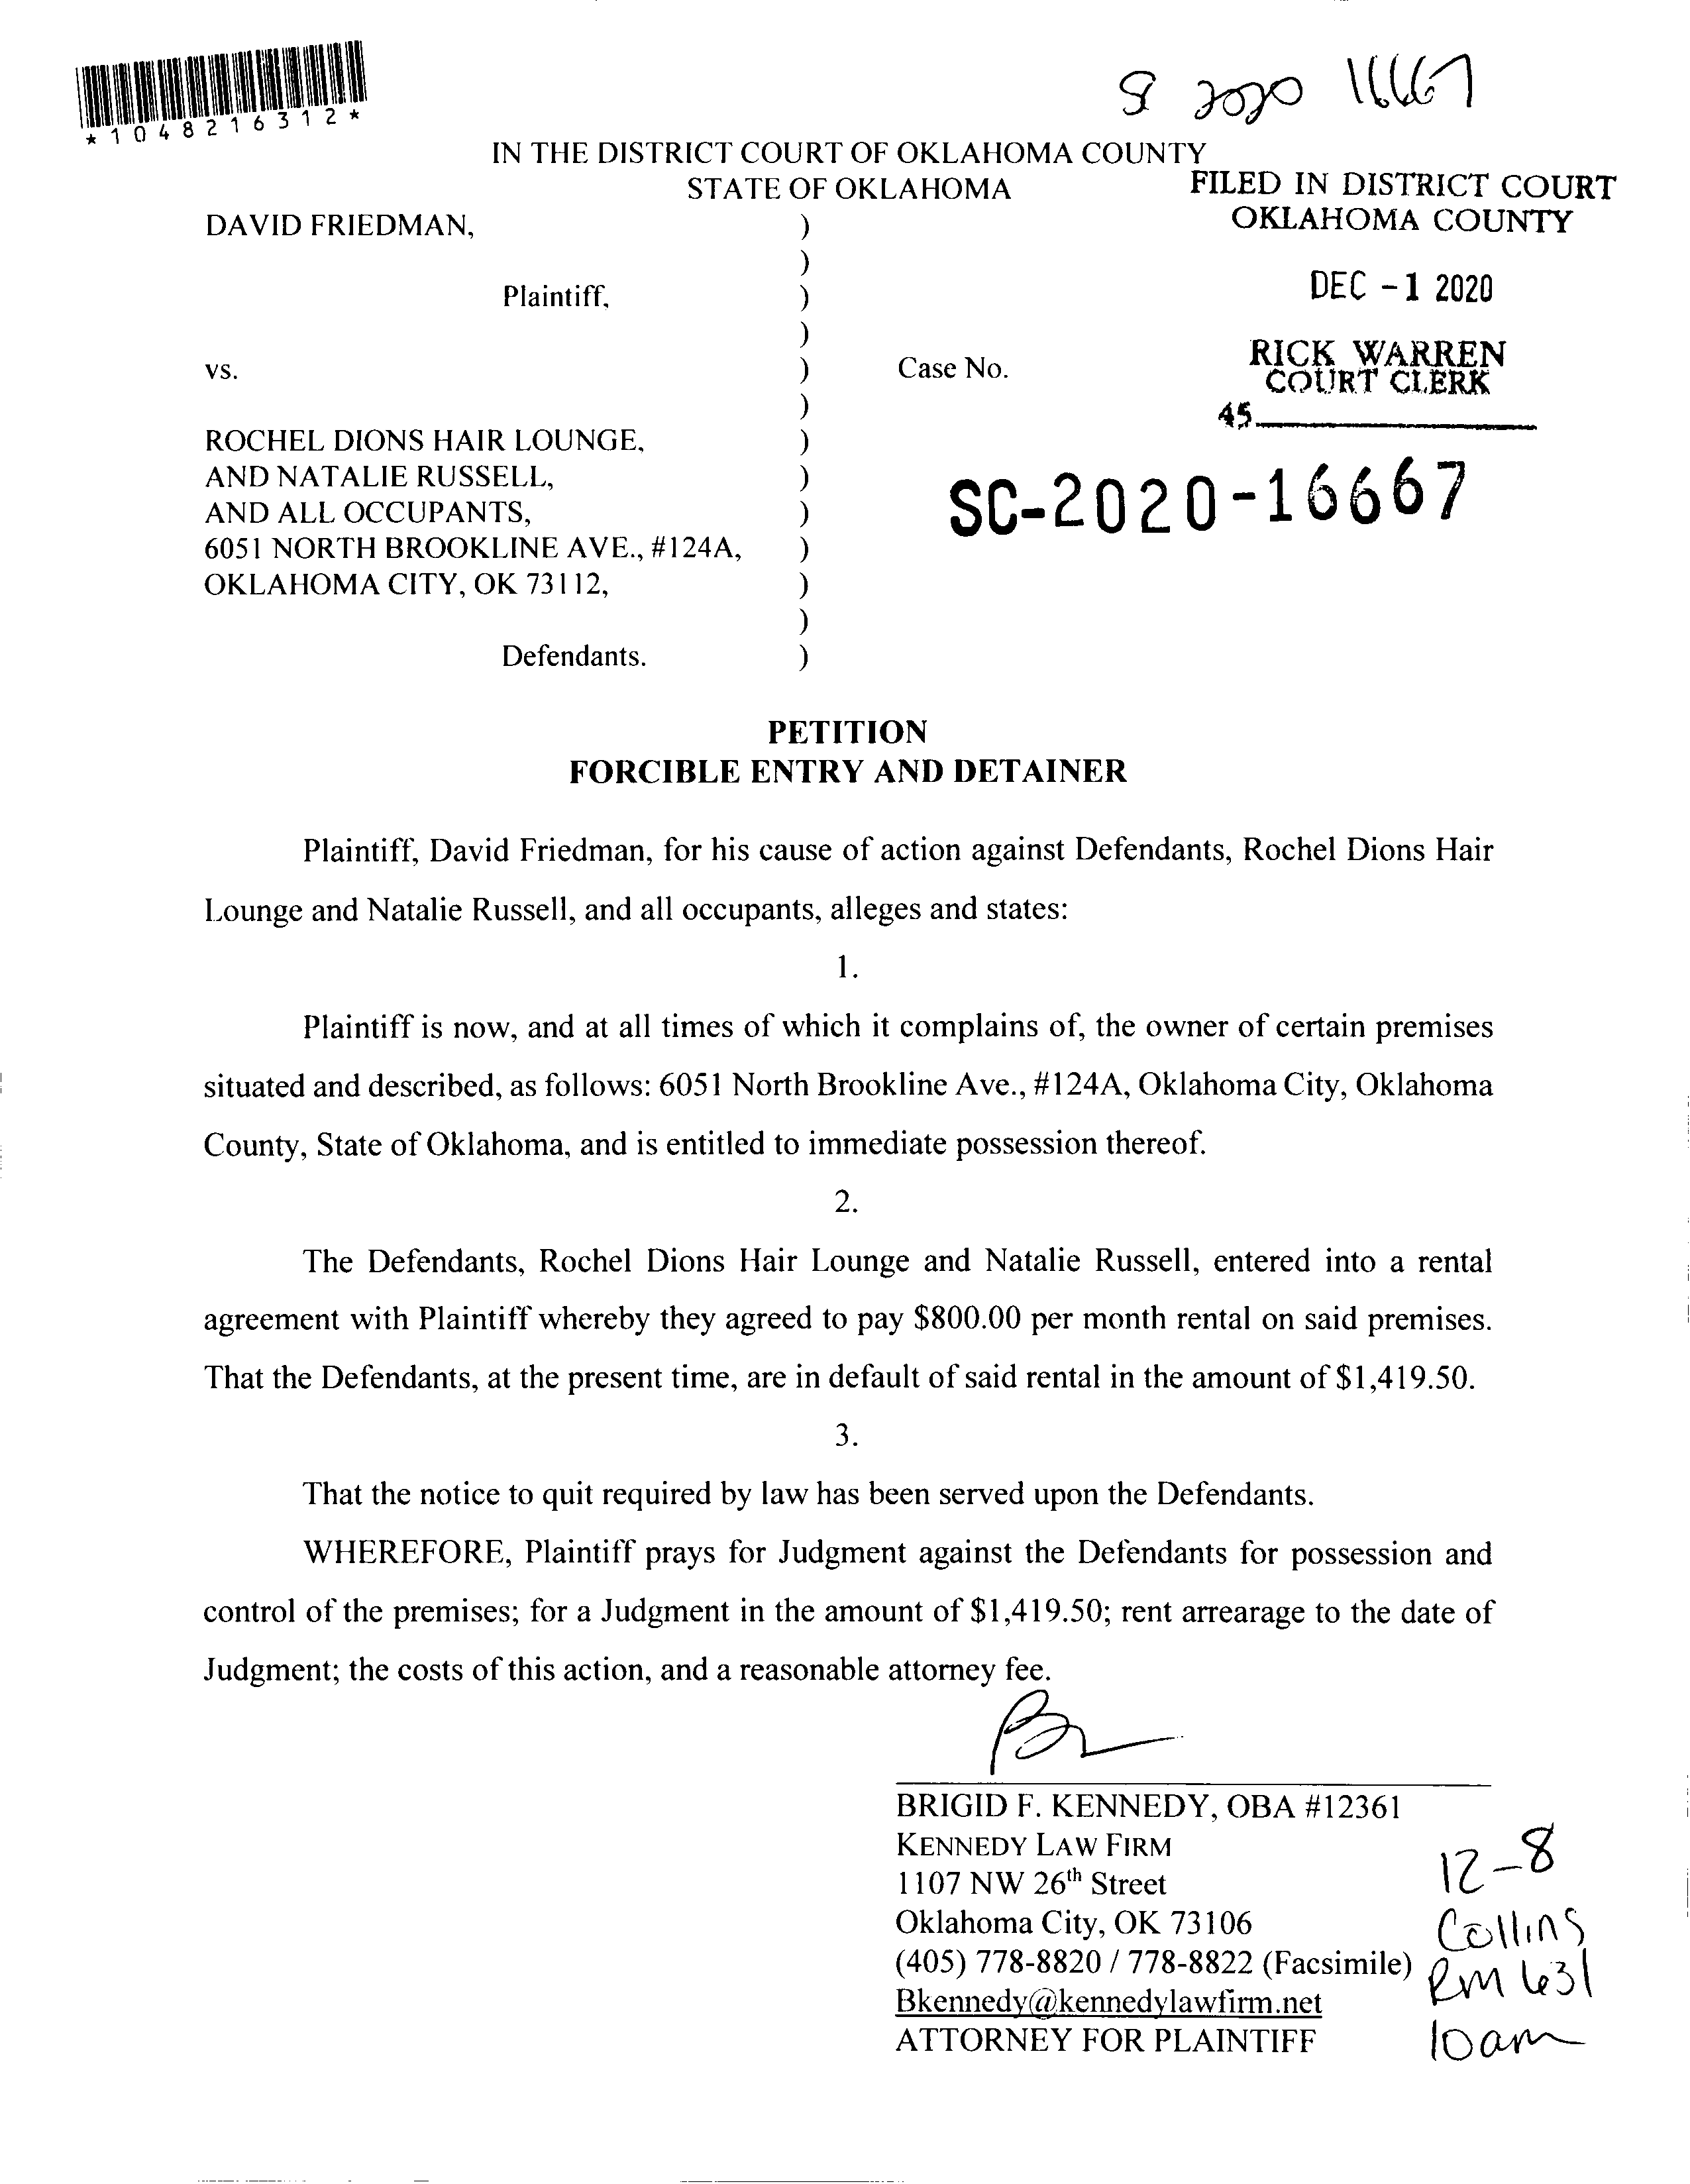 *1048216312*
S 2020 16667
IN THE DISTRICT COURT OF OKLAHOMA COUNTY
STATE OF OKLAHOMA
FILED IN DISTRICT COURT
OKLAHOMA COUNTY
DEC -1 2020
RICK WARREN
COURT CLERK
45
DAVID FRIEDMAN, )
)
Plaintiff, )
)
vs. ) Case No.
)
SC-2020-16667
ROCHEL DIONS HAIR LOUNGE, )
AND NATALIE RUSSELL, )
AND ALL OCCUPANTS, )
6051 NORTH BROOKLINE AVE., #124A, )
OKLAHOMA CITY, OK 73112, )
)
Defendants. )
PETITION
FORCIBLE ENTRY AND DETAINER
Plaintiff, David Friedman, for his cause of action against Defendants, Rochel Dions Hair
Lounge and Natalie Russell, and all occupants, alleges and states:
1.
Plaintiff is now, and at all times of which it complains of, the owner of certain premises
situated and described, as follows: 6051 North Brookline Ave., #124A, Oklahoma City, Oklahoma
County, State of Oklahoma, and is entitled to immediate possession thereof.
2.
The Defendants, Rochel Dions Hair Lounge and Natalie Russell, entered into a rental
agreement with Plaintiff whereby they agreed to pay $800.00 per month rental on said premises.
That the Defendants, at the present time, are in default of said rental in the amount of $1,419.50.
3.
That the notice to quit required by law has been served upon the Defendants.
WHEREFORE, Plaintiff prays for Judgment against the Defendants for possession and
control of the premises; for a Judgment in the amount of $1,419.50; rent arrearage to the date of
Judgment; the costs of this action, and a reasonable attorney fee.
BRIGID F. KENNEDY, OBA #12361
KENNEDY LAW FIRM
1107 NW 26th Street
Oklahoma City, OK 73106
(405) 778-8820 / 778-8822 (Facsimile)
Bkennedy@kennedylawfirm.net
ATTORNEY FOR PLAINTIFF
12-8
Collins
Rm 631
10am